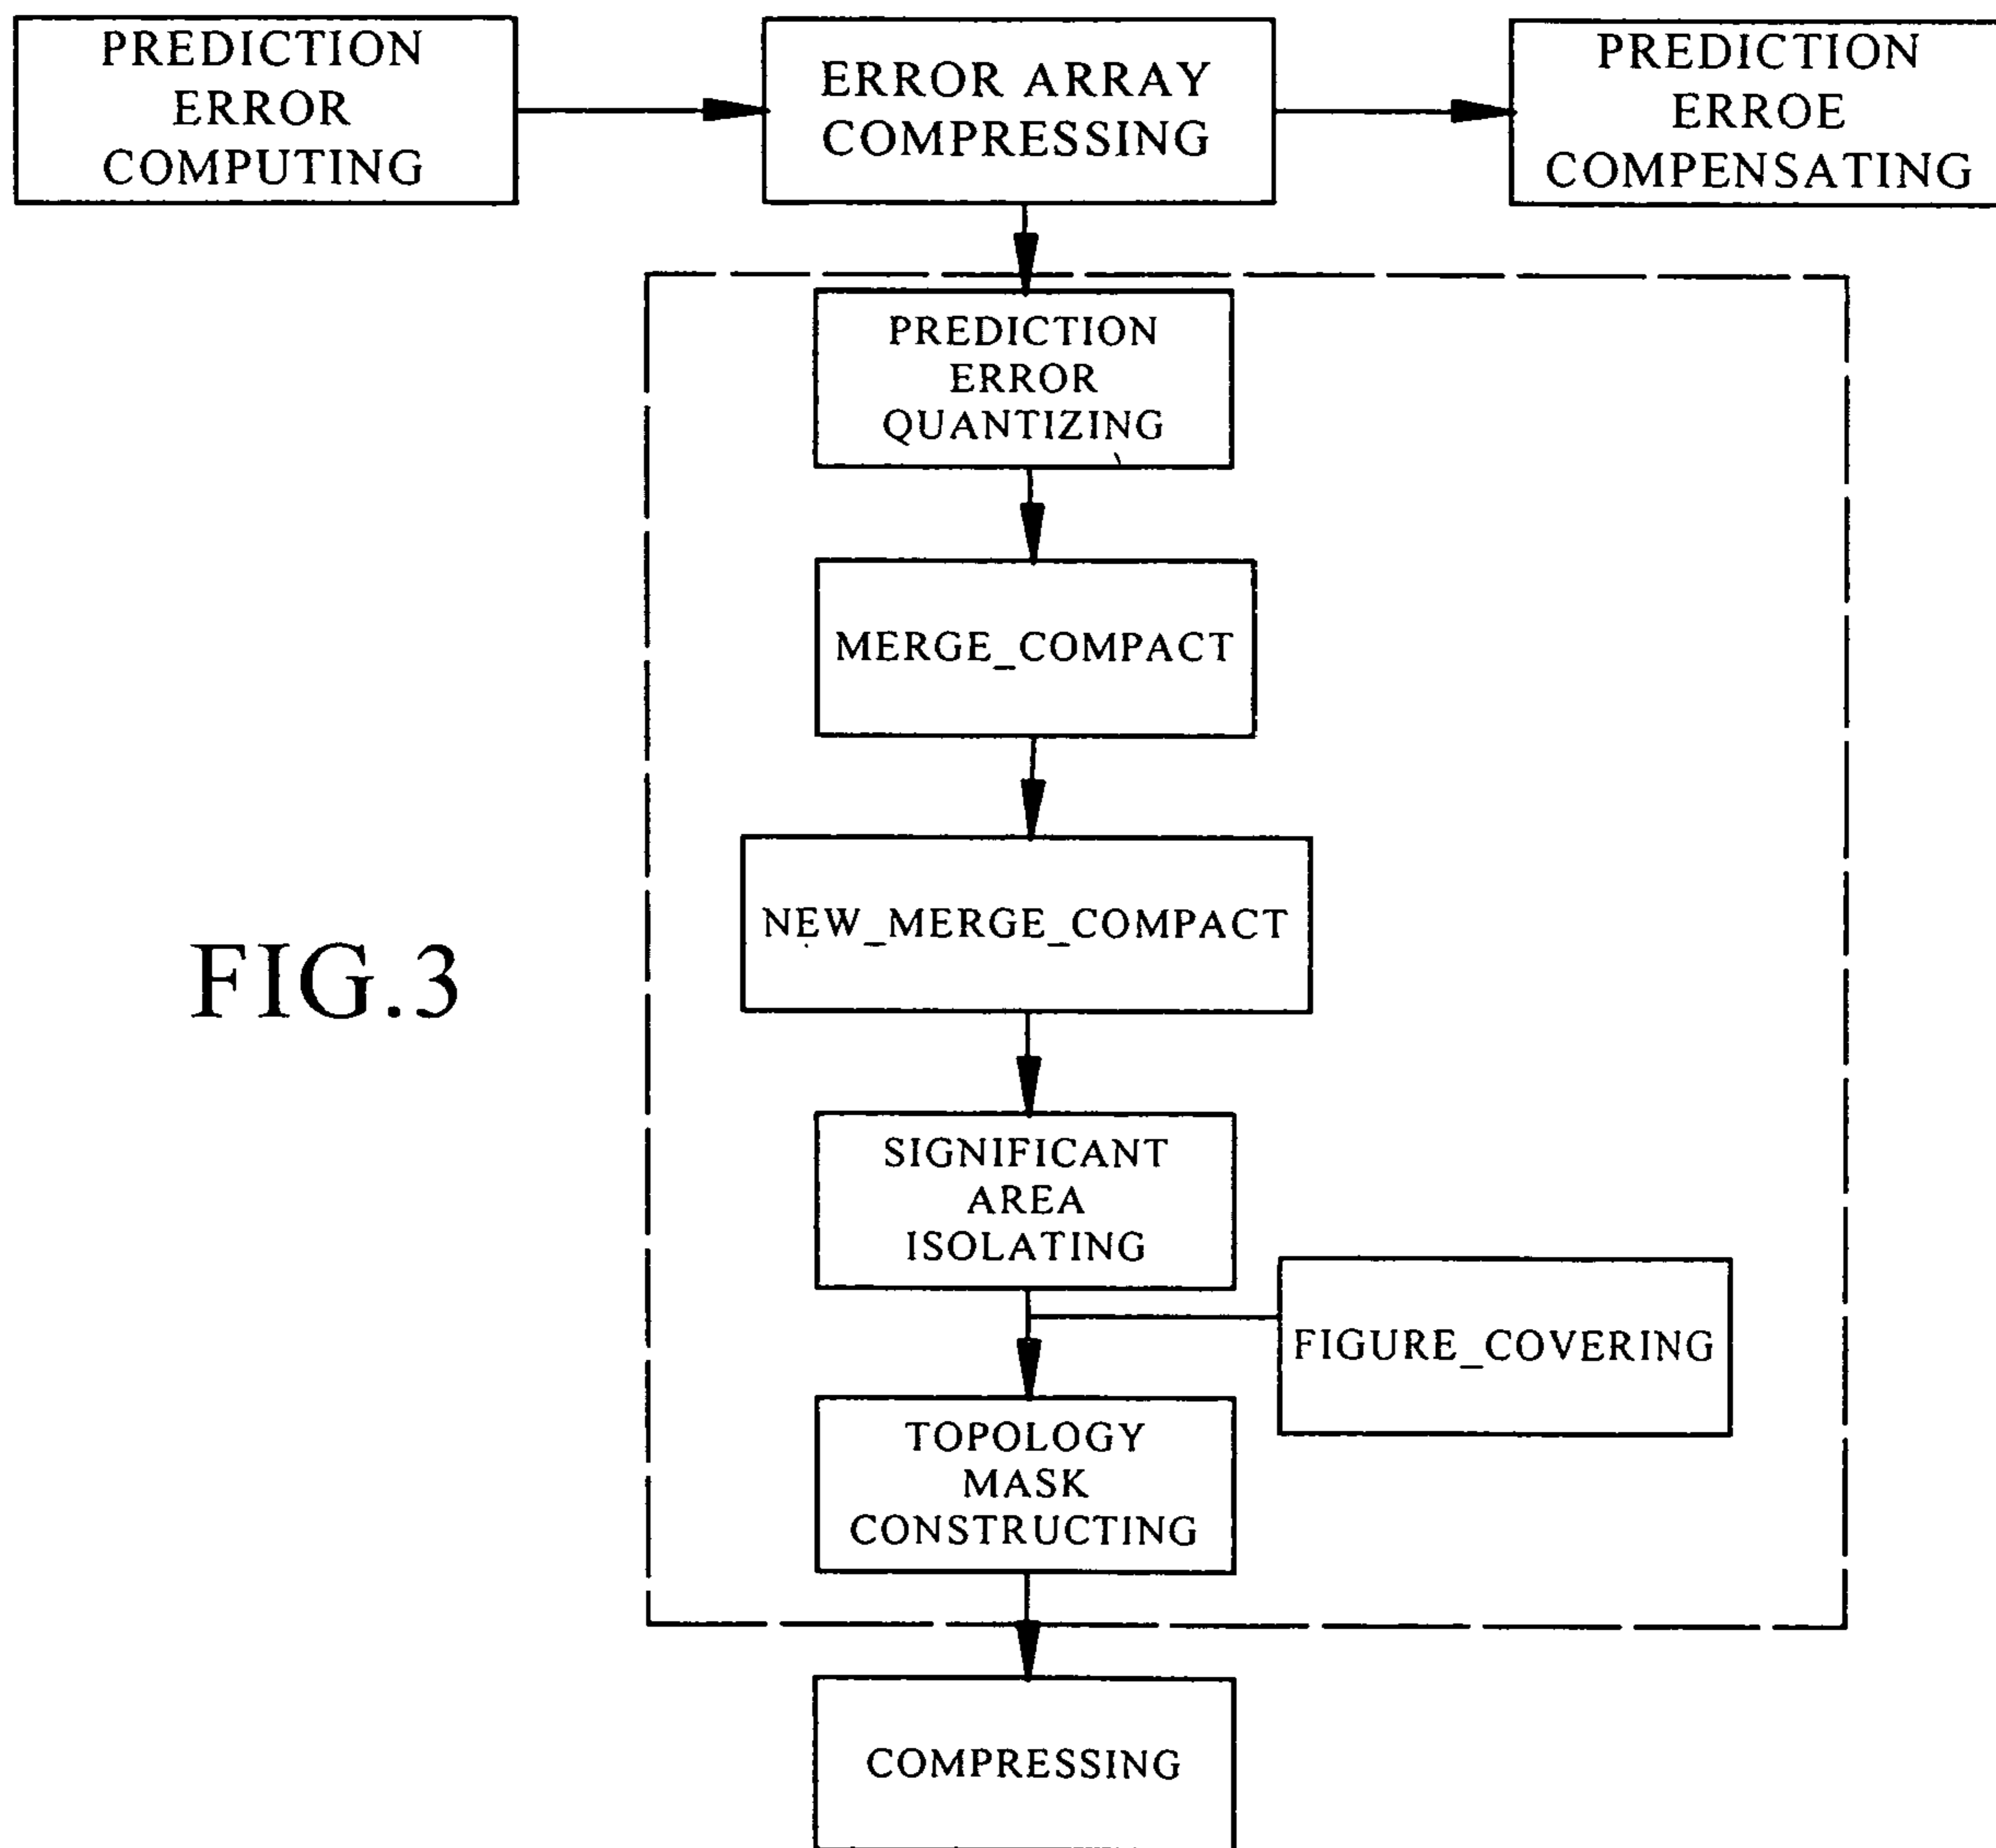 PREDICTION
ERROR
COMPUTING
ERROR ARRAY
COMPRESSING
PREDICTION
ERROE
COMPENSATING
PREDICTION
ERROR
QUANTIZING
MERGE_COMPACT
NEW_MERGE_COMPACT
FIG.3
SIGNIFICANT
AREA
ISOLATING
FIGURE_COVERING
TOPOLOGY
MASK
CONSTRUCTING
COMPRESSING